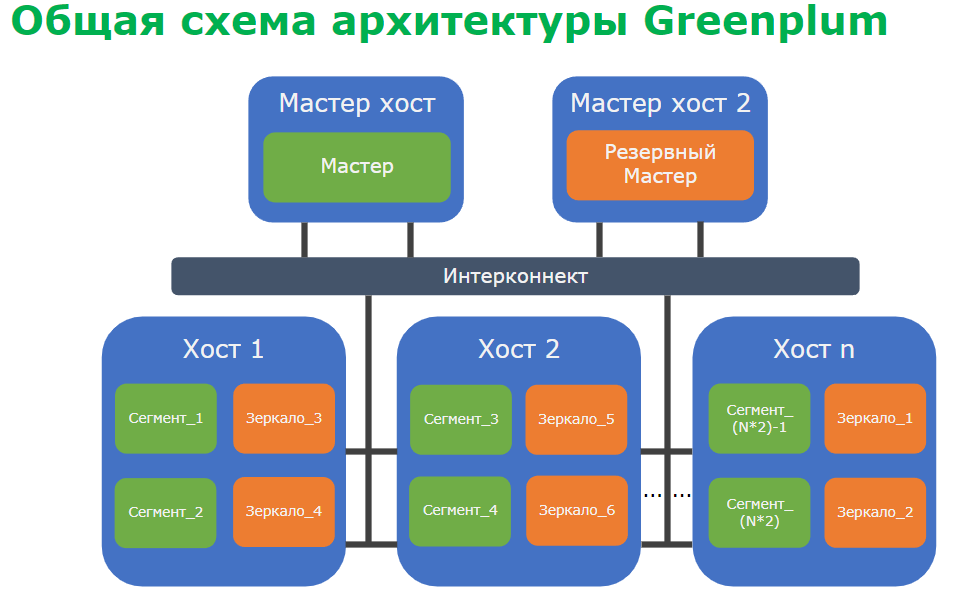 Общая схема архитектуры Greenplum
Мастер хост
Мастер
Мастер хост 2
Резервный
Мастер
Интерконнект
Хост 1
Сегмент_1
Зеркало_3
Сегмент_2
Зеркало_4
Хост 2
Сегмент_3
Зеркало_5
Сегмент_4
Зеркало_6
... ...
Хост n
Сегмент_
(N*2)-1
Зеркало_1
Сегмент_
(N*2)
Зеркало_2